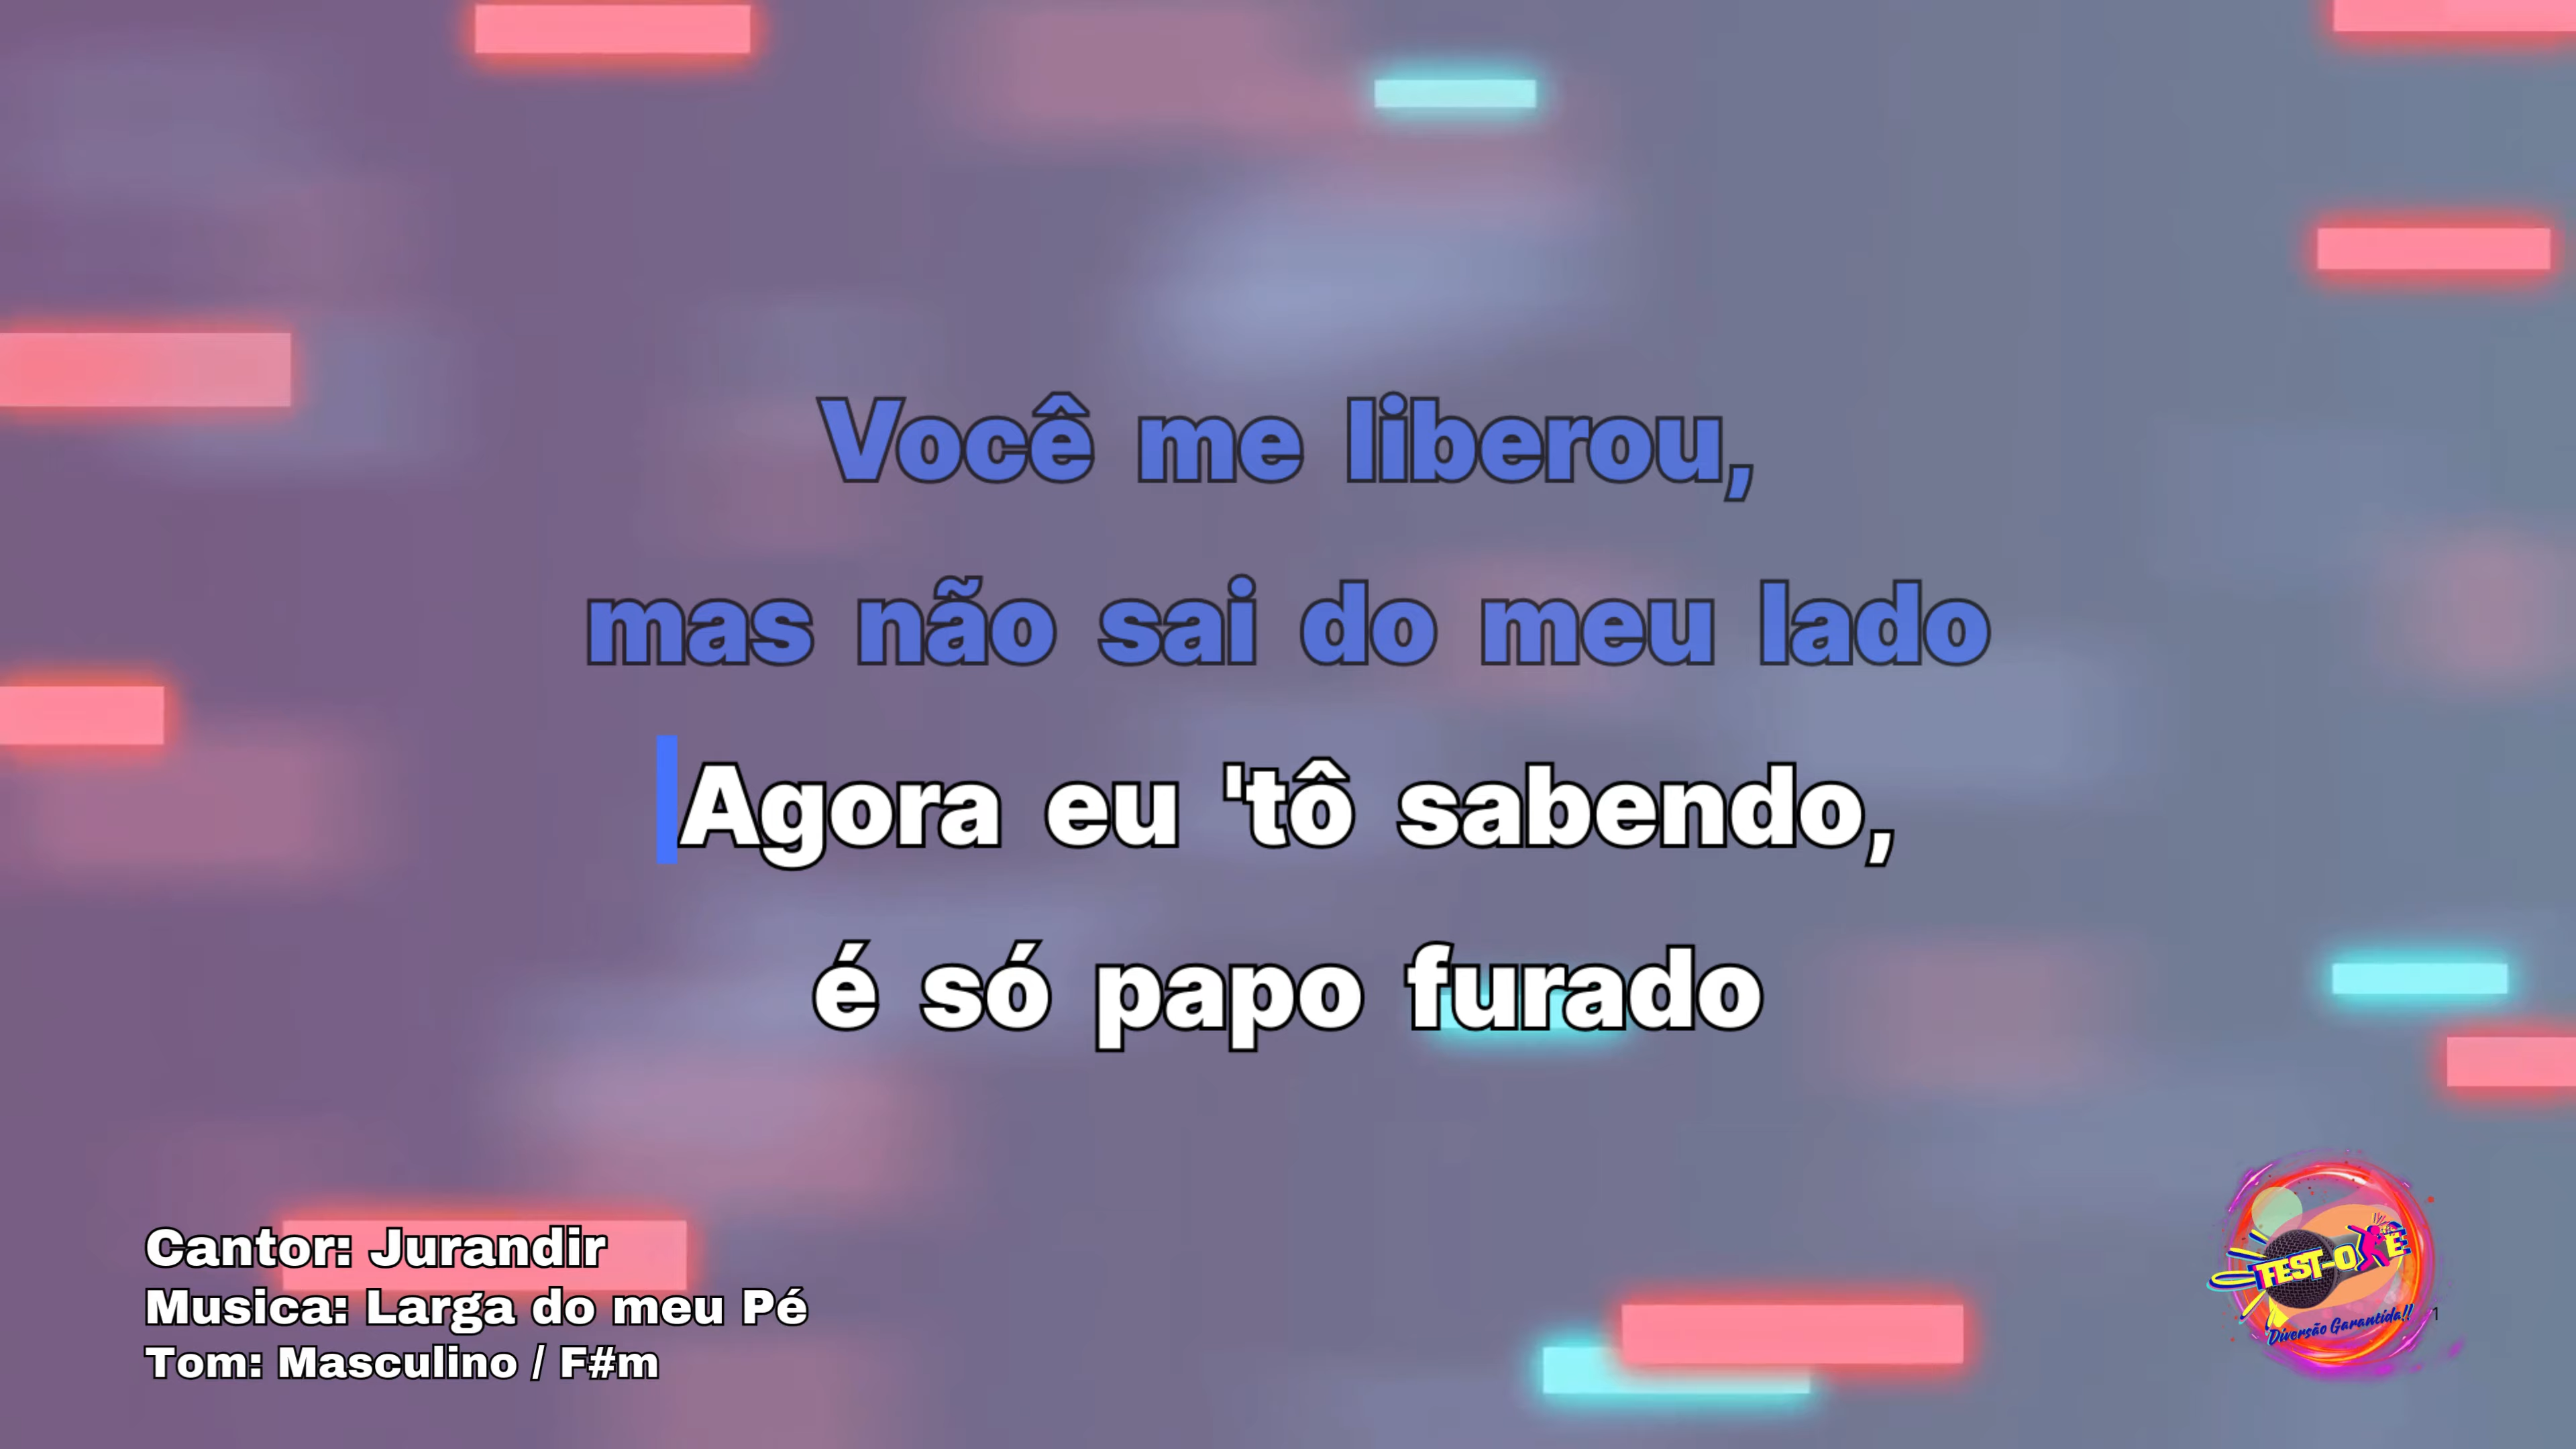 Você me liberou,
mas não sai do meu lado
Agora eu 'tô sabendo,
é só papo furado
Cantor: Jurandir
Musica: Larga do meu Pé
Tom: Masculino / F#m
FEST-OKÊ
Diversão Garantida!!
1